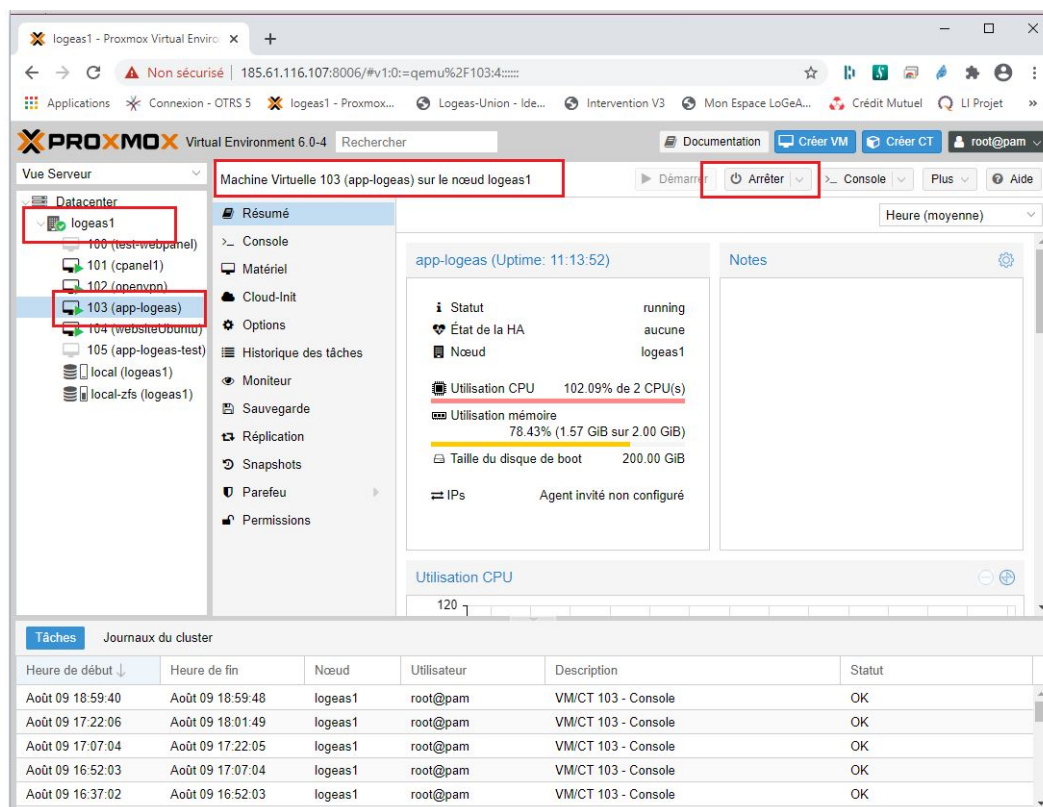 logeas1 - Proxmox Virtual Enviro
Non sécurisé | 185.61.116.107:8006/#v1:0:=qemu%2F103:4::::::
Applications Connexion - OTRS 5 logeas1 - Proxmox... Logeas-Union - Ide... Intervention V3 Mon Espace LoGeA... Crédit Mutuel LI Projet »
PROXMOX Virtual Environment 6.0-4 Rechercher Documentation Créer VM Créer CT root@pam
Vue Serveur
Machine Virtuelle 103 (app-logeas) sur le nœud logeas1 Démarrer Arrêter Console Plus Aide
Datacenter
logeas1
100 (test-webpanel)
101 (cpanel1)
102 (openvpn)
103 (app-logeas)
104 (websiteUbuntu)
105 (app-logeas-test)
local (logeas1)
local-zfs (logeas1)
Résumé
Console
Matériel
Cloud-Init
Options
Historique des tâches
Moniteur
Sauvegarde
Réplication
Snapshots
Parefeu
Permissions
Heure (moyenne)
app-logeas (Uptime: 11:13:52)
Statut running
État de la HA aucune
Nœud logeas1
Utilisation CPU 102.09% de 2 CPU(s)
Utilisation mémoire
78.43% (1.57 GiB sur 2.00 GiB)
Taille du disque de boot 200.00 GiB
IPs Agent invité non configuré
Notes
Utilisation CPU
120
Tâches Journaux du cluster
Heure de début Heure de fin Nœud Utilisateur Description Statut
Août 09 18:59:40 Août 09 18:59:48 logeas1 root@pam VM/CT 103 - Console OK
Août 09 17:22:06 Août 09 18:01:49 logeas1 root@pam VM/CT 103 - Console OK
Août 09 17:07:04 Août 09 17:22:05 logeas1 root@pam VM/CT 103 - Console OK
Août 09 16:52:03 Août 09 17:07:04 logeas1 root@pam VM/CT 103 - Console OK
Août 09 16:37:02 Août 09 16:52:03 logeas1 root@pam VM/CT 103 - Console OK